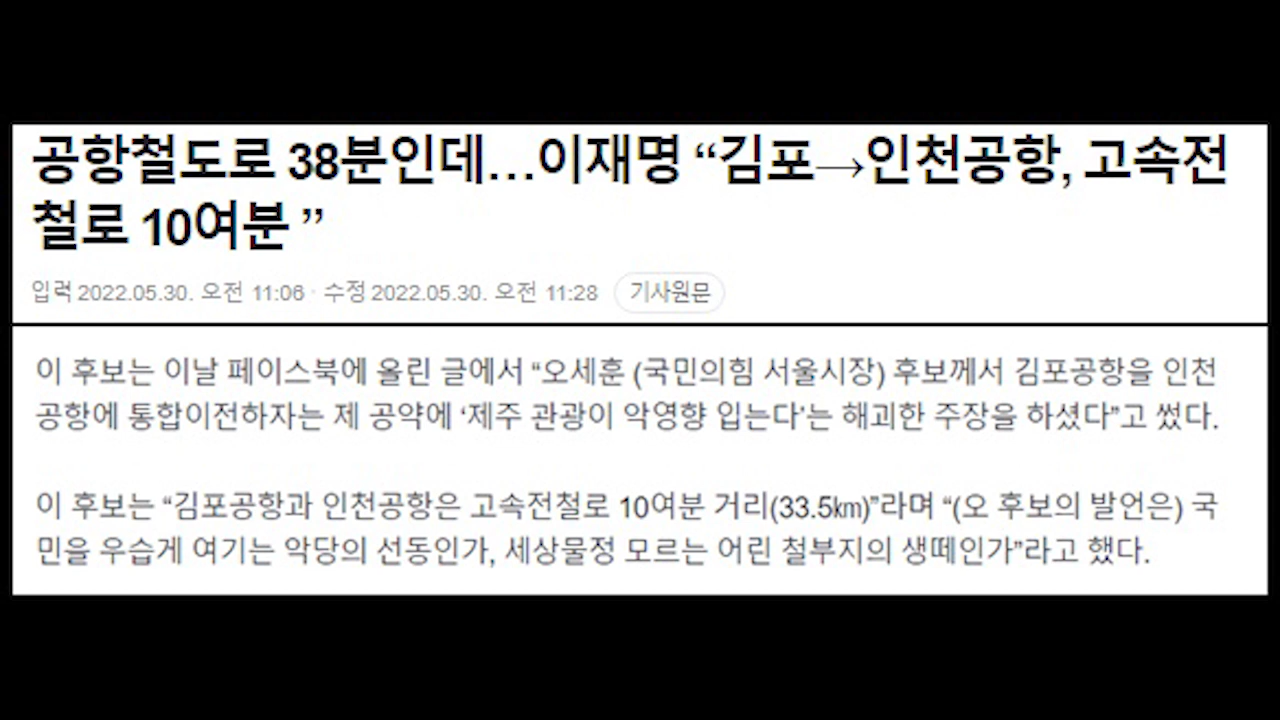 공항철도로 38분인데…이재명 “김포→인천공항, 고속전
철로 10여분 ”
입력 2022.05.30. 오전 11:06 · 수정 2022.05.30. 오전 11:28 기사원문
이 후보는 이날 페이스북에 올린 글에서 “오세훈 (국민의힘 서울시장) 후보께서 김포공항을 인천
공항에 통합이전하자는 제 공약에 ‘제주 관광이 악영향 입는다’는 해괴한 주장을 하셨다”고 썼다.
이 후보는 “김포공항과 인천공항은 고속전철로 10여분 거리(33.5㎞)”라며 “(오 후보의 발언은) 국
민을 우습게 여기는 악당의 선동인가, 세상물정 모르는 어린 철부지의 생떼인가”라고 했다.